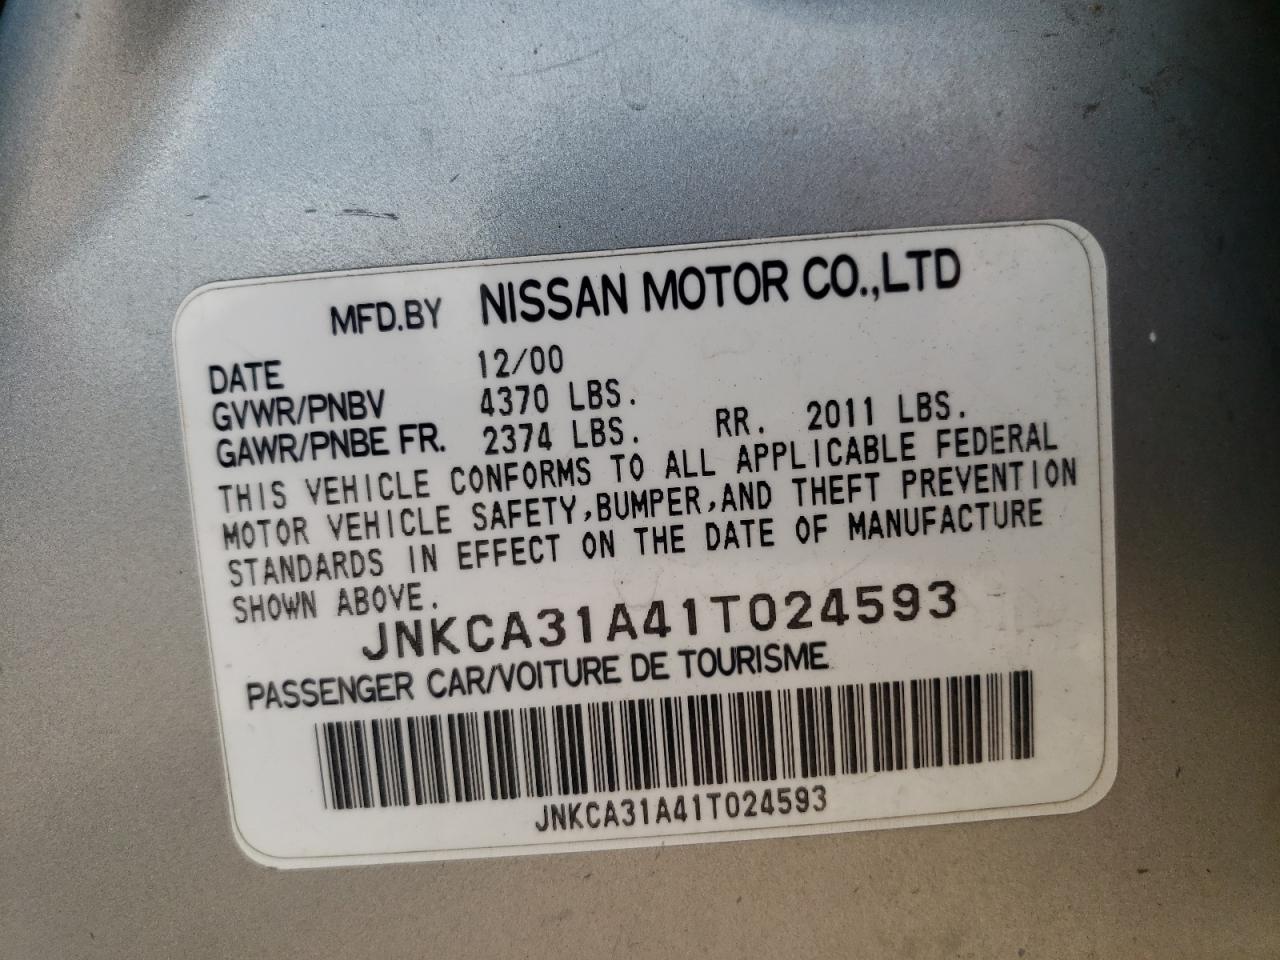 MFD.BY NISSAN MOTOR CO.,LTD
DATE 12/00
GVWR/PNBV 4370 LBS.
GAWR/PNBE FR. 2374 LBS. RR. 2011 LBS.
THIS VEHICLE CONFORMS TO ALL APPLICABLE FEDERAL
MOTOR VEHICLE SAFETY,BUMPER,AND THEFT PREVENTION
STANDARDS IN EFFECT ON THE DATE OF MANUFACTURE
SHOWN ABOVE.
JNKCA31A41T024593
PASSENGER CAR/VOITURE DE TOURISME
JNKCA31A41T024593